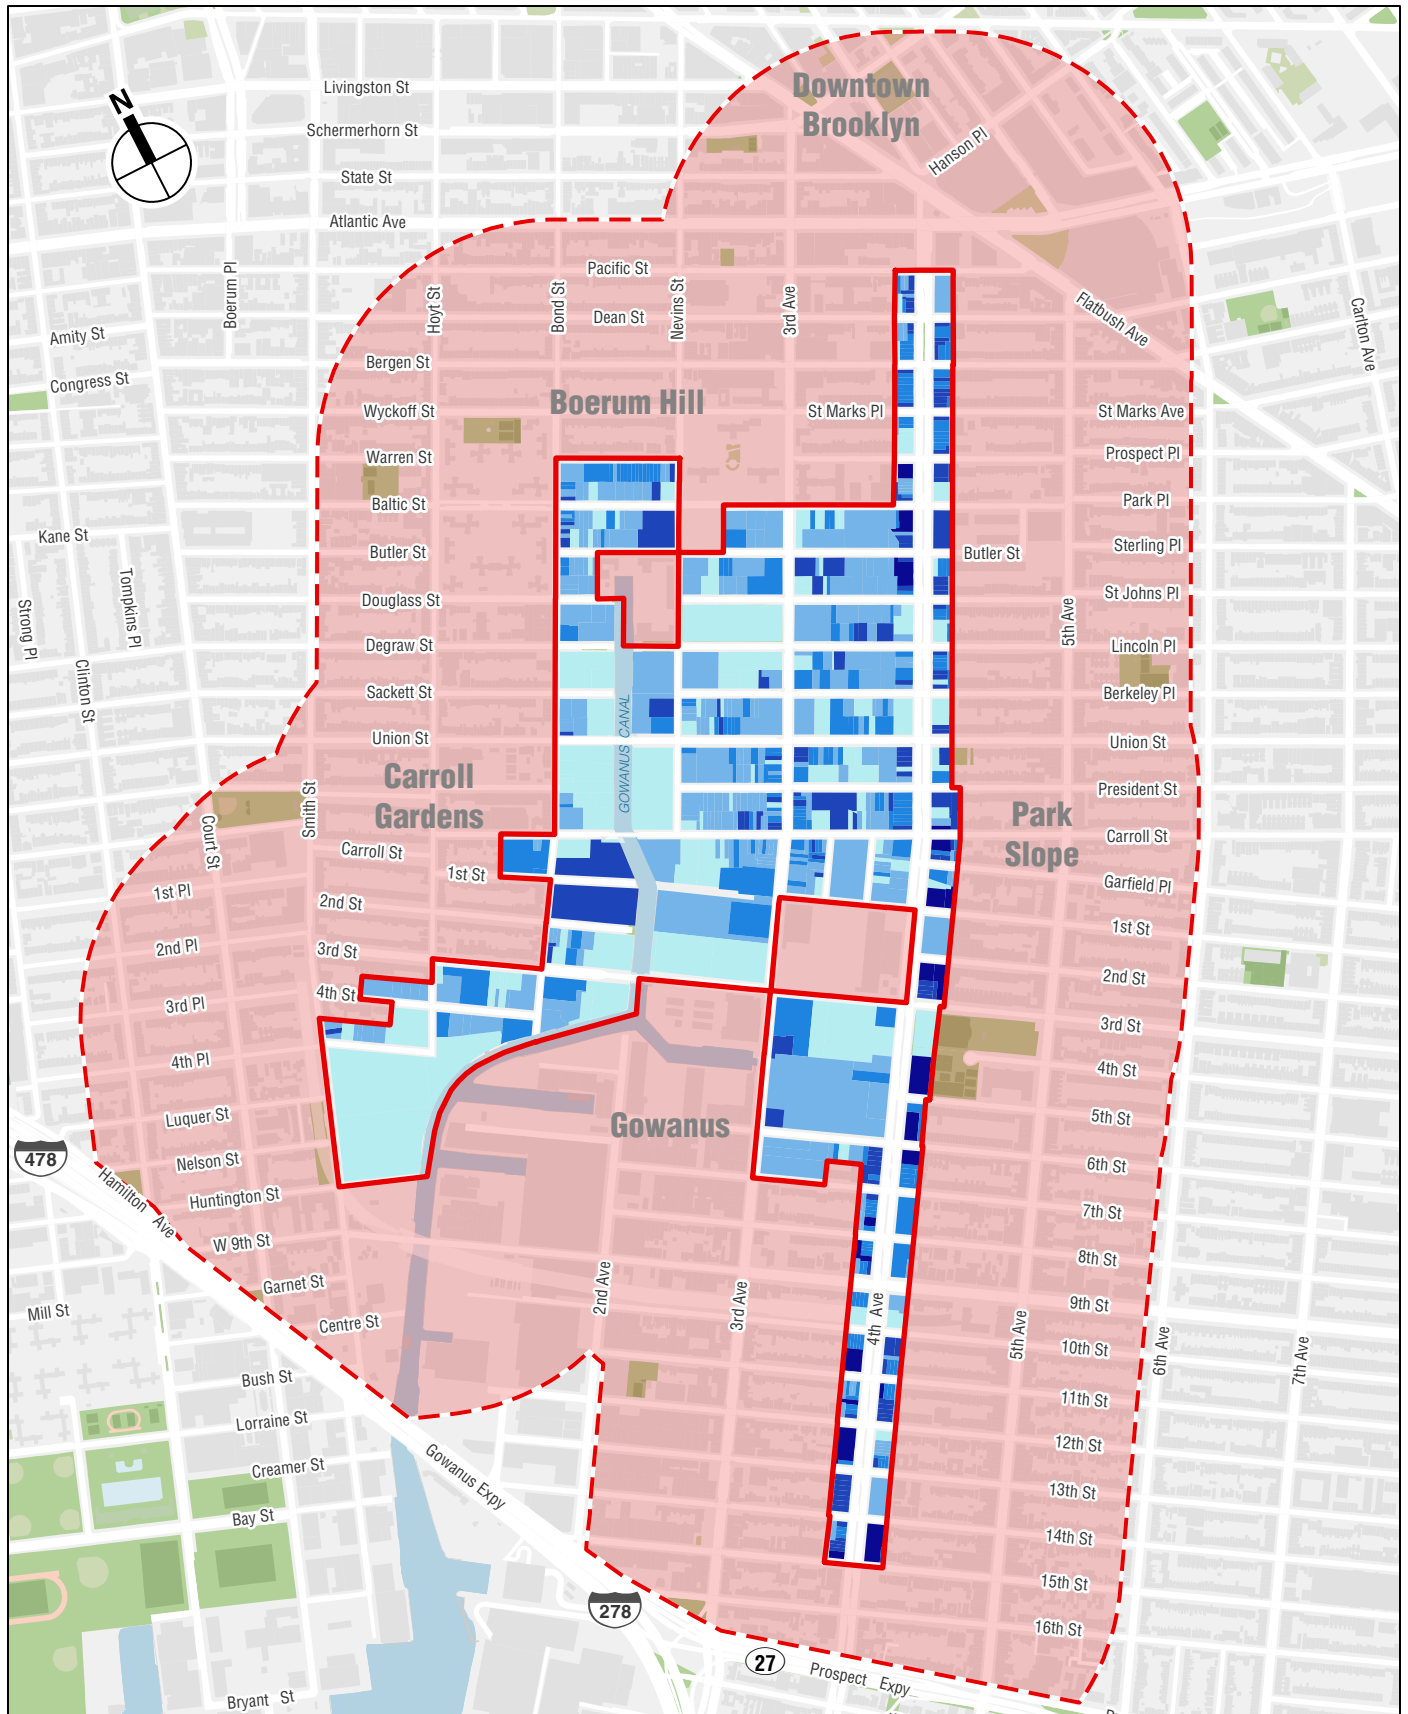 N
Livingston St
Schermerhorn St
State St
Atlantic Ave
Downtown
Brooklyn
Hanson Pl
Pacific St
Dean St
Boerum Pl
Hoyt St
Bond St
Nevins St
3rd Ave
Flatbush Ave
Carlton Ave
Amity St
Congress St
Bergen St
Wyckoff St
Boerum Hill
St Marks Pl
St Marks Ave
Warren St
Prospect Pl
Baltic St
Park Pl
Kane St
Butler St
Butler St
Sterling Pl
Strong Pl
Tompkins Pl
Clinton St
Douglass St
St Johns Pl
5th Ave
Degraw St
Lincoln Pl
Sackett St
Berkeley Pl
GOWANUS CANAL
Union St
Union St
Carroll
Gardens
Smith St
Court St
President St
Park
Slope
Carroll St
Carroll St
1st St
Garfield Pl
1st Pl
2nd St
1st St
2nd Pl
3rd St
2nd St
3rd Pl
4th St
3rd St
4th Pl
4th St
Luquer St
Gowanus
5th St
478
Nelson St
6th St
Hamilton Ave
Huntington St
7th St
W 9th St
8th St
Garnet St
2nd Ave
3rd Ave
4th Ave
5th Ave
6th Ave
7th Ave
9th St
Mill St
Centre St
10th St
Bush St
11th St
Lorraine St
12th St
Creamer St
Gowanus Expy
13th St
Bay St
14th St
15th St
278
16th St
27
Prospect Expy
Bryant St